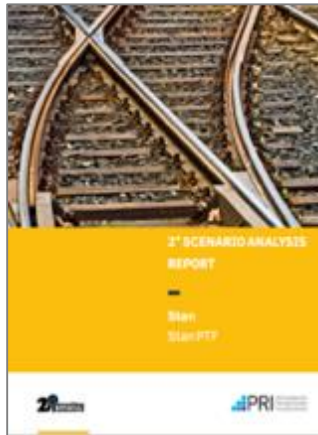 2° SCENARIO ANALYSIS
REPORT
Stan
Stan PTF
PRI